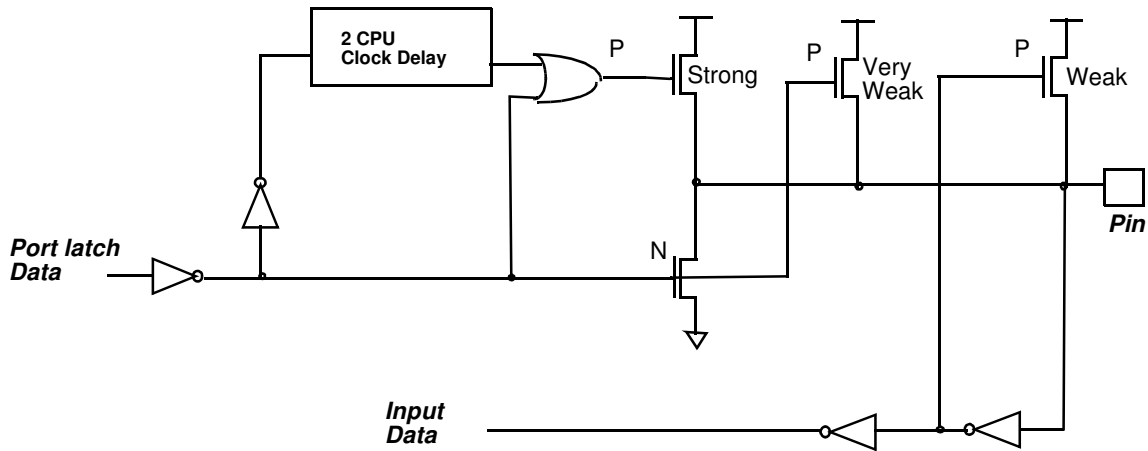 2 CPU
Clock Delay
P
Strong
P
Very
Weak
P
Weak
Pin
Port latch
Data
N
Input
Data